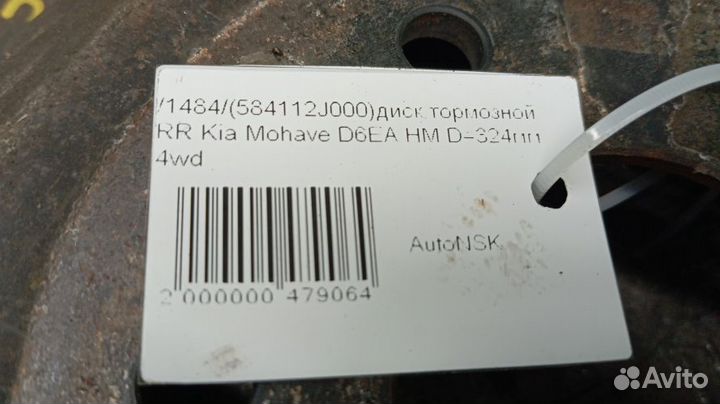 /1484/(584112J000)диск тормозной
RR Kia Mohave D6EA HM D=324mm
4wd
AutoNSK
2 000000 479064
Avito